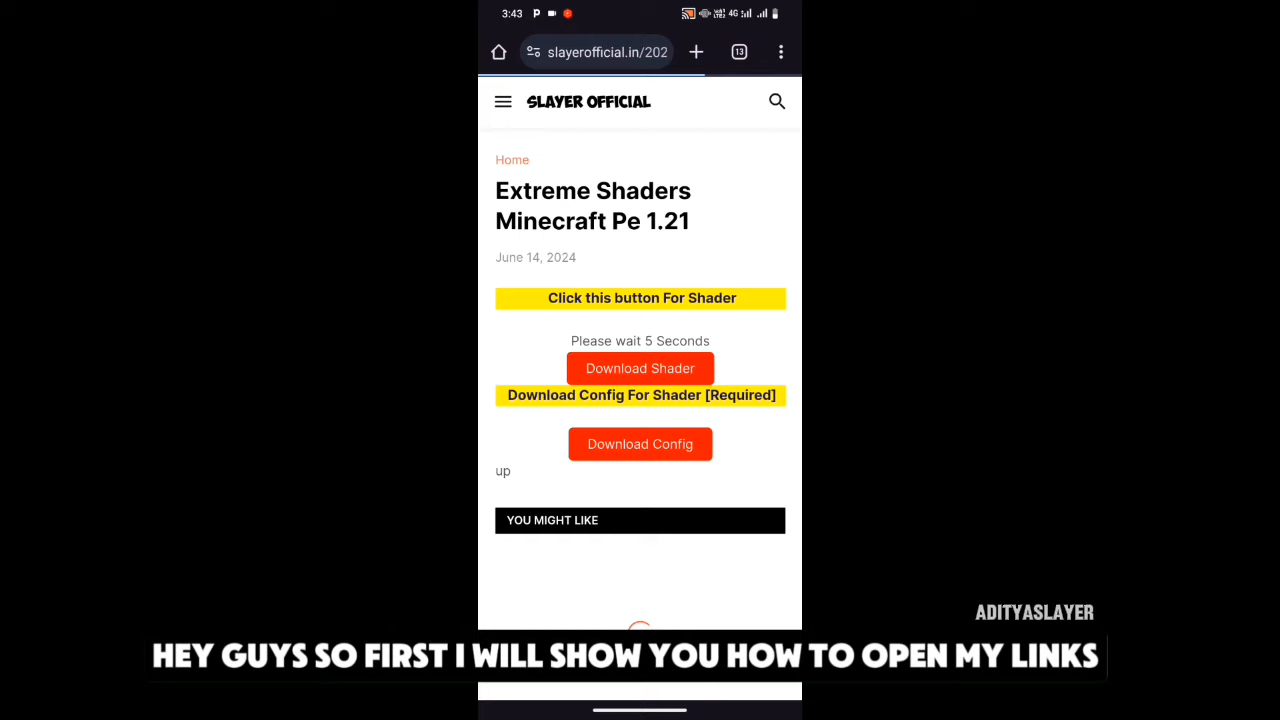 3:43
4G
slayerofficial.in/202
13
SLAYER OFFICIAL
Home
Extreme Shaders
Minecraft Pe 1.21
June 14, 2024
Click this button For Shader
Please wait 5 Seconds
Download Shader
Download Config For Shader [Required]
Download Config
up
YOU MIGHT LIKE
ADITYASLAYER
HEY GUYS SO FIRST I WILL SHOW YOU HOW TO OPEN MY LINKS